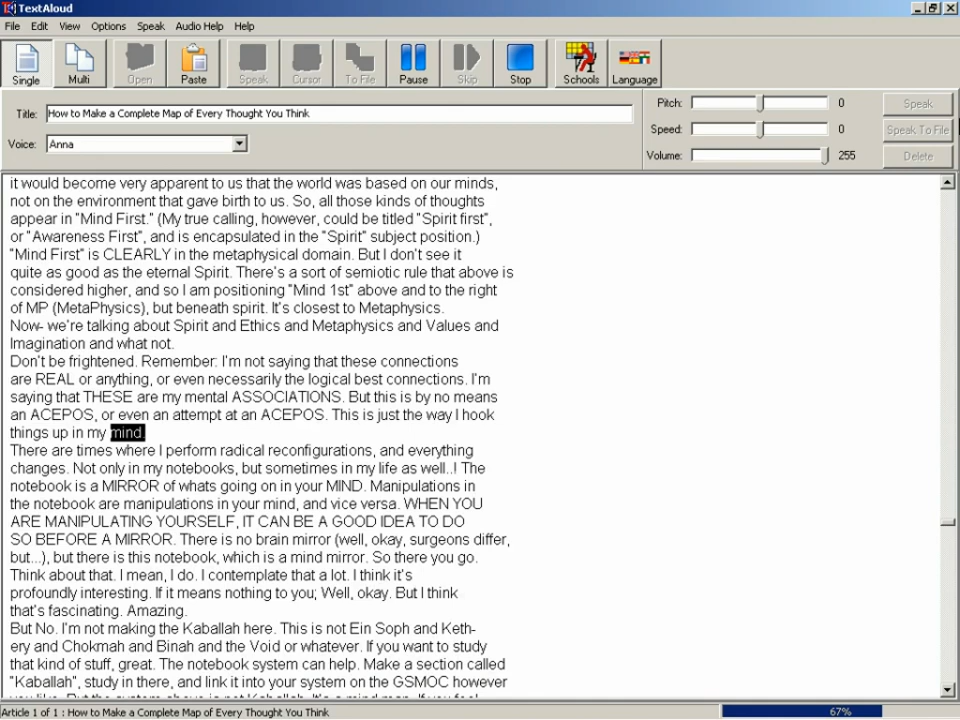 TextAloud
File Edit View Options Speak Audio Help Help
Single Multi Open Paste Speak Cursor To File Pause Skip Stop Schools Language
Title: How to Make a Complete Map of Every Thought You Think
Voice: Anna
Pitch: 0 Speak
Speed: 0 Speak To File
Volume: 255 Delete
it would become very apparent to us that the world was based on our minds,
not on the environment that gave birth to us. So, all those kinds of thoughts
appear in "Mind First." (My true calling, however, could be titled "Spirit first",
or "Awareness First", and is encapsulated in the "Spirit" subject position.)
"Mind First" is CLEARLY in the metaphysical domain. But I don't see it
quite as good as the eternal Spirit. There's a sort of semiotic rule that above is
considered higher, and so I am positioning "Mind 1st" above and to the right
of MP (MetaPhysics), but beneath spirit. It's closest to Metaphysics.
Now- we're talking about Spirit and Ethics and Metaphysics and Values and
Imagination and what not.
Don't be frightened. Remember: I'm not saying that these connections
are REAL or anything, or even necessarily the logical best connections. I'm
saying that THESE are my mental ASSOCIATIONS. But this is by no means
an ACEPOS, or even an attempt at an ACEPOS. This is just the way I hook
things up in my mind.
There are times where I perform radical reconfigurations, and everything
changes. Not only in my notebooks, but sometimes in my life as well..! The
notebook is a MIRROR of whats going on in your MIND. Manipulations in
the notebook are manipulations in your mind, and vice versa. WHEN YOU
ARE MANIPULATING YOURSELF, IT CAN BE A GOOD IDEA TO DO
SO BEFORE A MIRROR. There is no brain mirror (well, okay, surgeons differ,
but...), but there is this notebook, which is a mind mirror. So there you go.
Think about that. I mean, I do. I contemplate that a lot. I think it's
profoundly interesting. If it means nothing to you; Well, okay. But I think
that's fascinating. Amazing.
But No. I'm not making the Kaballah here. This is not Ein Soph and Keth-
ery and Chokmah and Binah and the Void or whatever. If you want to study
that kind of stuff, great. The notebook system can help. Make a section called
"Kaballah", study in there, and link it into your system on the GSMOC however
you like. But the system above is not Kaballah. It's a mind map. If you feel
Article 1 of 1 : How to Make a Complete Map of Every Thought You Think 67%